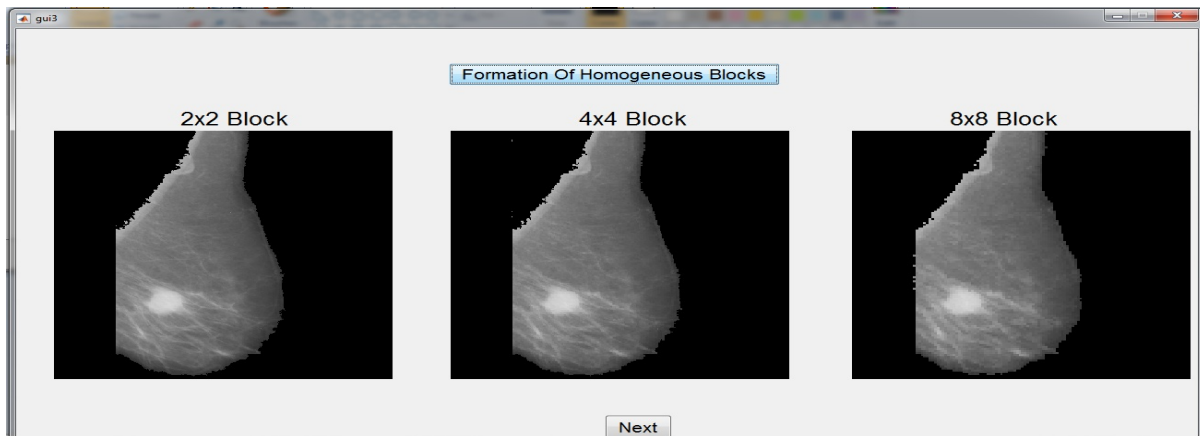 gui3
Formation Of Homogeneous Blocks
2x2 Block
4x4 Block
8x8 Block
Next